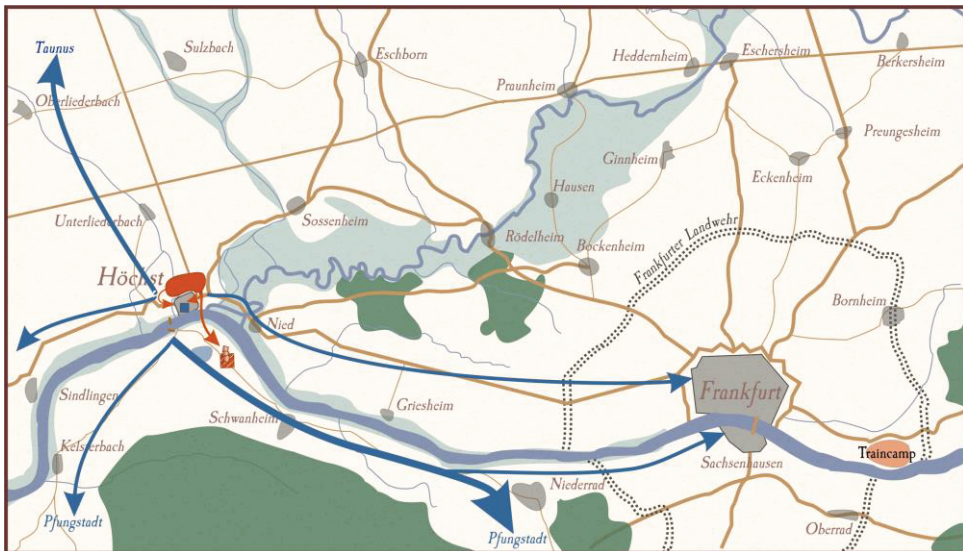 Taunus
Sulzbach
Eschborn
Heddernheim
Eschersheim
Berkersheim
Praunheim
Oberliederbach
Preungesheim
Ginnheim
Eckenheim
Hausen
Unterliederbach
Sossenheim
Rödelheim
Bockenheim
Frankfurter Landwehr
Höchst
Bornheim
Nied
Sindlingen
Griesheim
Frankfurt
Schwanheim
Kelsterbach
Traincamp
Sachsenhausen
Niederrad
Pfungstadt
Oberrad
Pfungstadt